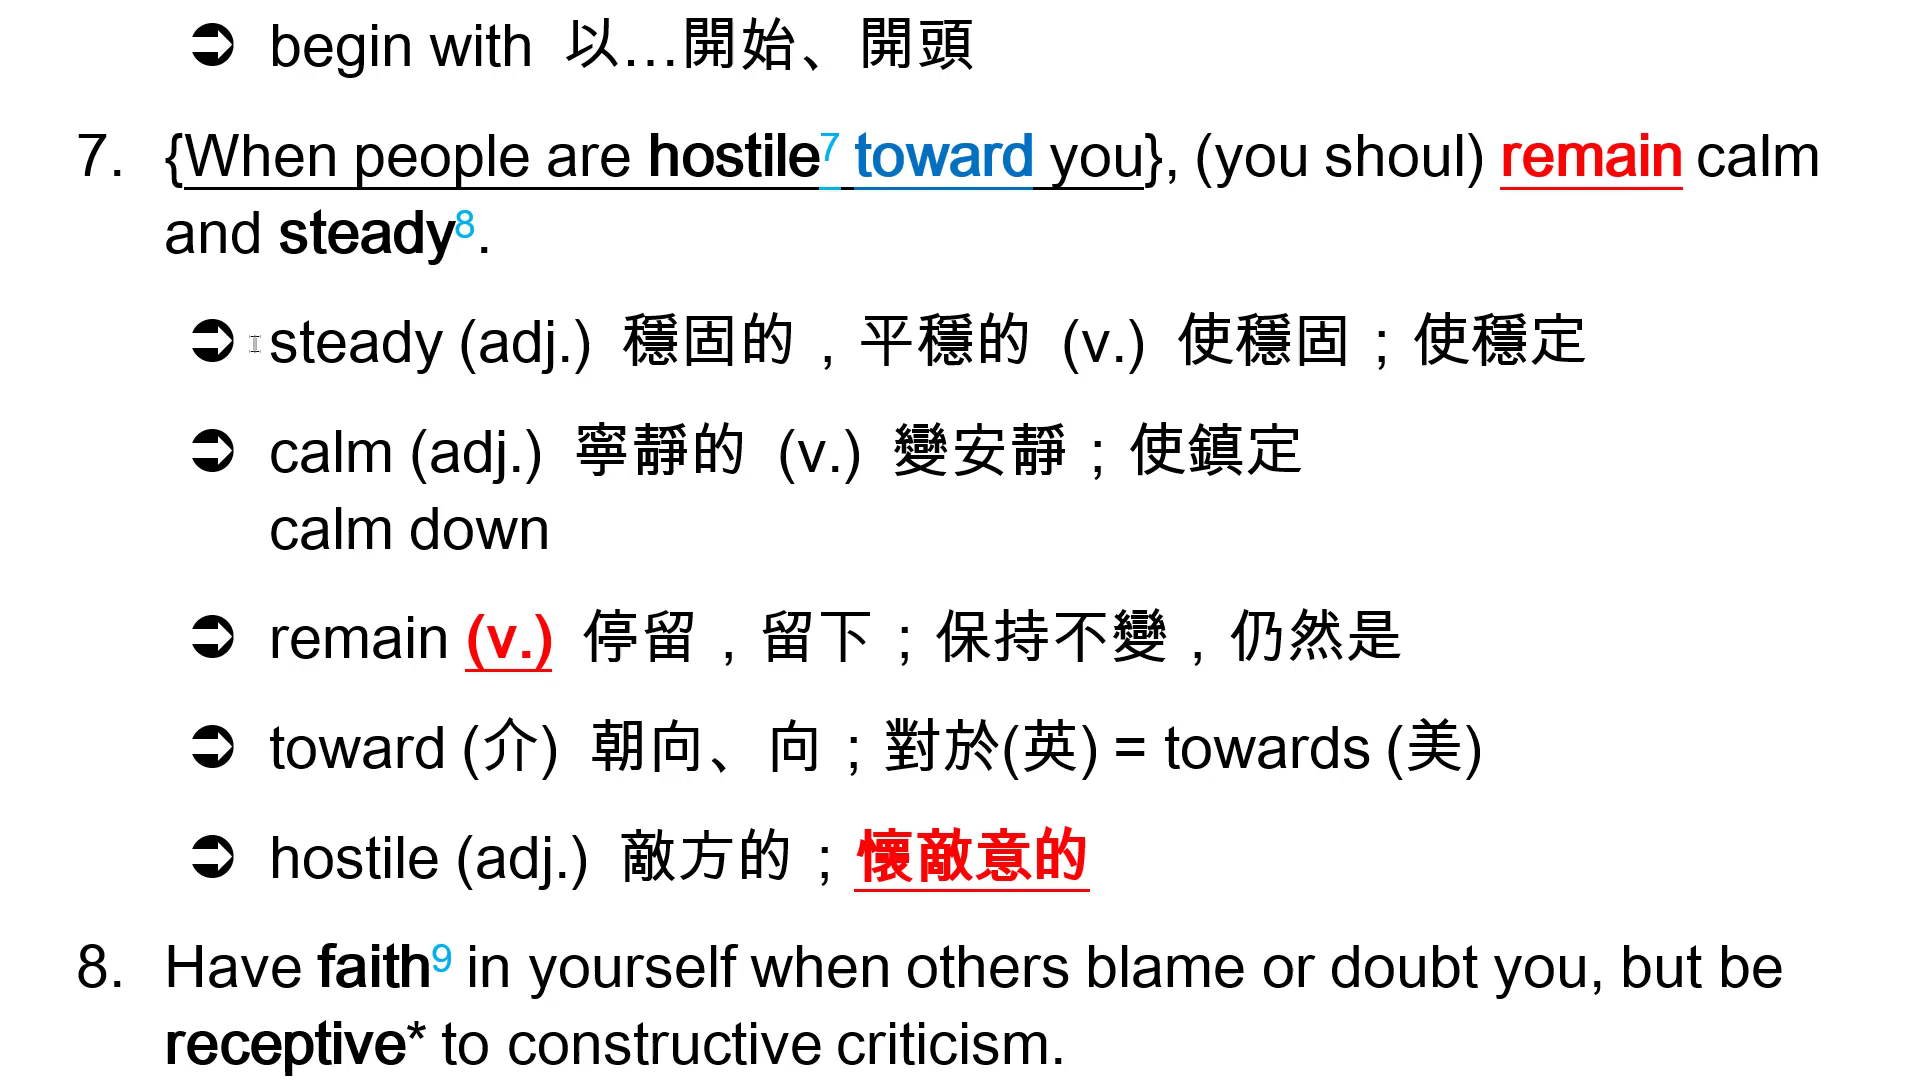 ➲ begin with 以…開始、開頭
7. {When people are hostile7 toward you}, (you shoul) remain calm
and steady8.
➲ steady (adj.) 穩固的，平穩的 (v.) 使穩固；使穩定
➲ calm (adj.) 寧靜的 (v.) 變安靜；使鎮定
calm down
➲ remain (v.) 停留，留下；保持不變，仍然是
➲ toward (介) 朝向、向；對於(英) = towards (美)
➲ hostile (adj.) 敵方的；懷敵意的
8. Have faith9 in yourself when others blame or doubt you, but be
receptive* to constructive criticism.